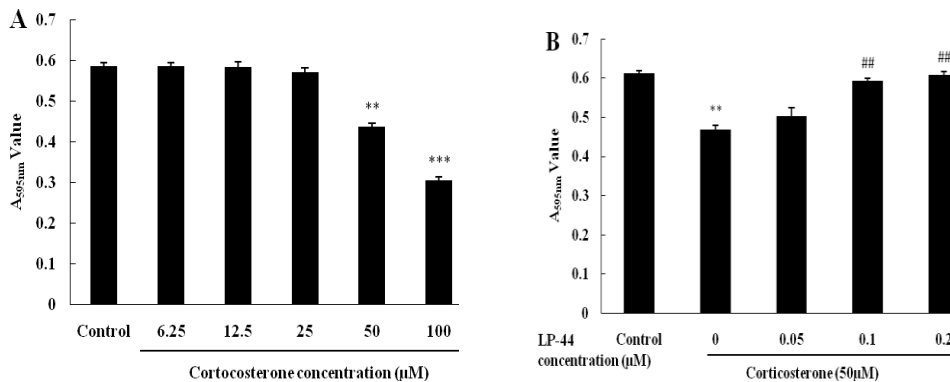 A
0.7
0.6
0.5
0.4
0.3
0.2
0.1
0
A595nm Value
**
***
Control 6.25 12.5 25 50 100
Cortocosterone concentration (µM)
B
0.7
0.6
0.5
0.4
0.3
0.2
0.1
0
A595nm Value
**
##
##
LP-44 Control 0 0.05 0.1 0.2
concentration (µM) Corticosterone (50µM)